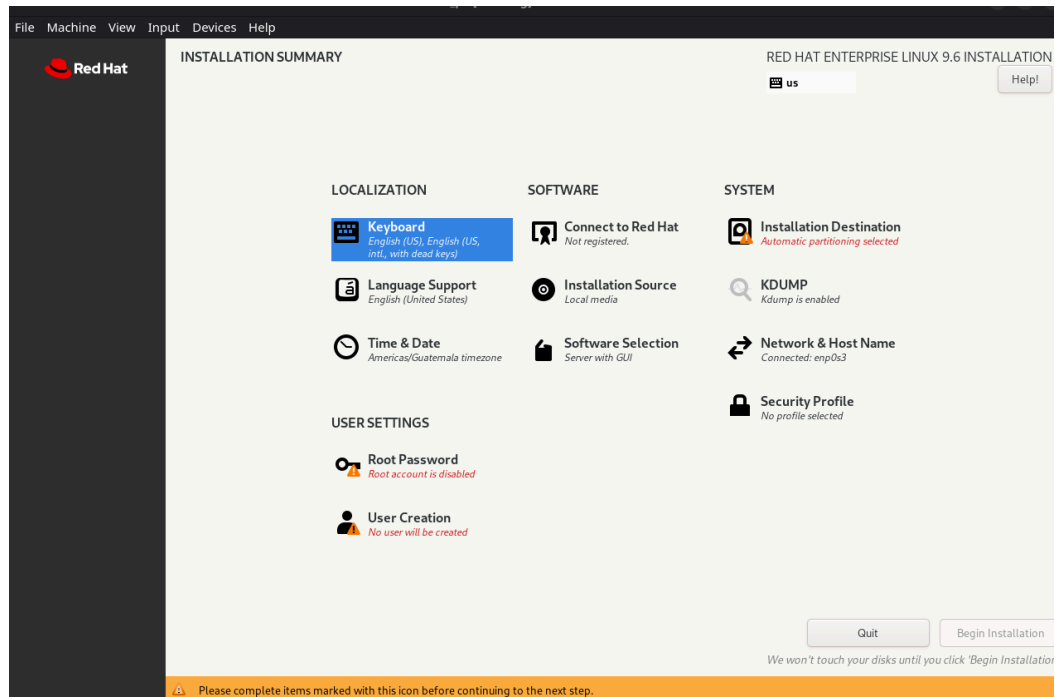 File Machine View Input Devices Help
Red Hat
INSTALLATION SUMMARY
RED HAT ENTERPRISE LINUX 9.6 INSTALLATION
us
Help!
LOCALIZATION
Keyboard
English (US), English (US,
intl., with dead keys)
Language Support
English (United States)
Time & Date
Americas/Guatemala timezone
SOFTWARE
Connect to Red Hat
Not registered.
Installation Source
Local media
Software Selection
Server with GUI
SYSTEM
Installation Destination
Automatic partitioning selected
KDUMP
Kdump is enabled
Network & Host Name
Connected: enp0s3
Security Profile
No profile selected
USER SETTINGS
Root Password
Root account is disabled
User Creation
No user will be created
Quit
Begin Installation
We won't touch your disks until you click 'Begin Installation
Please complete items marked with this icon before continuing to the next step.